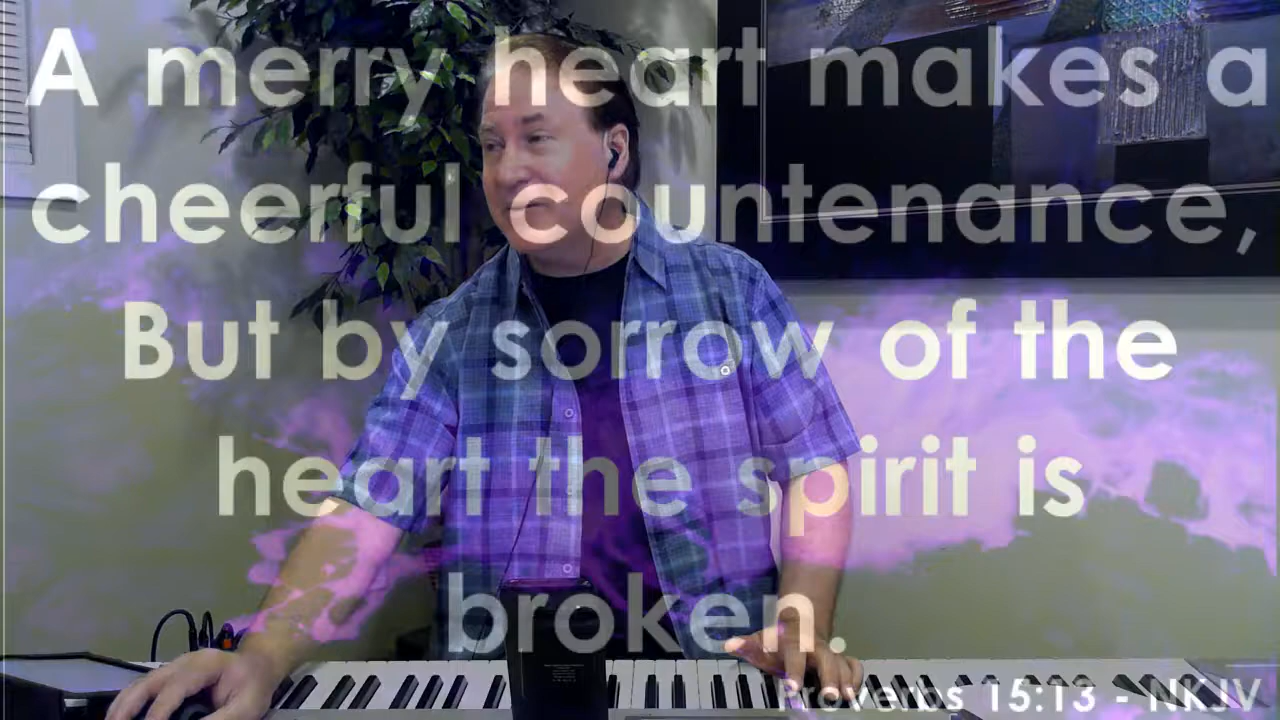 A merry heart makes a
cheerful countenance,
But by sorrow of the
heart the spirit is
broken.
Proverbs 15:13 - NKJV